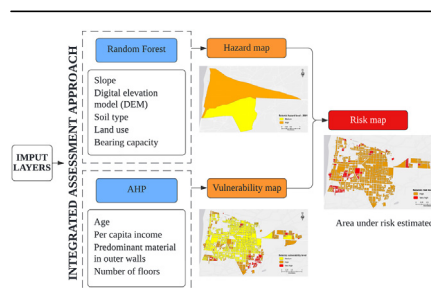 Random Forest
Slope
Digital elevation
model (DEM)
Soil type
Land use
Bearing capacity
Hazard map
INTEGRATED ASSESSMENT APPROACH
IMPUT
LAYERS
AHP
Age
Per capita income
Predominant material
in outer walls
Number of floors
Vulnerability map
Risk map
Area under risk estimated